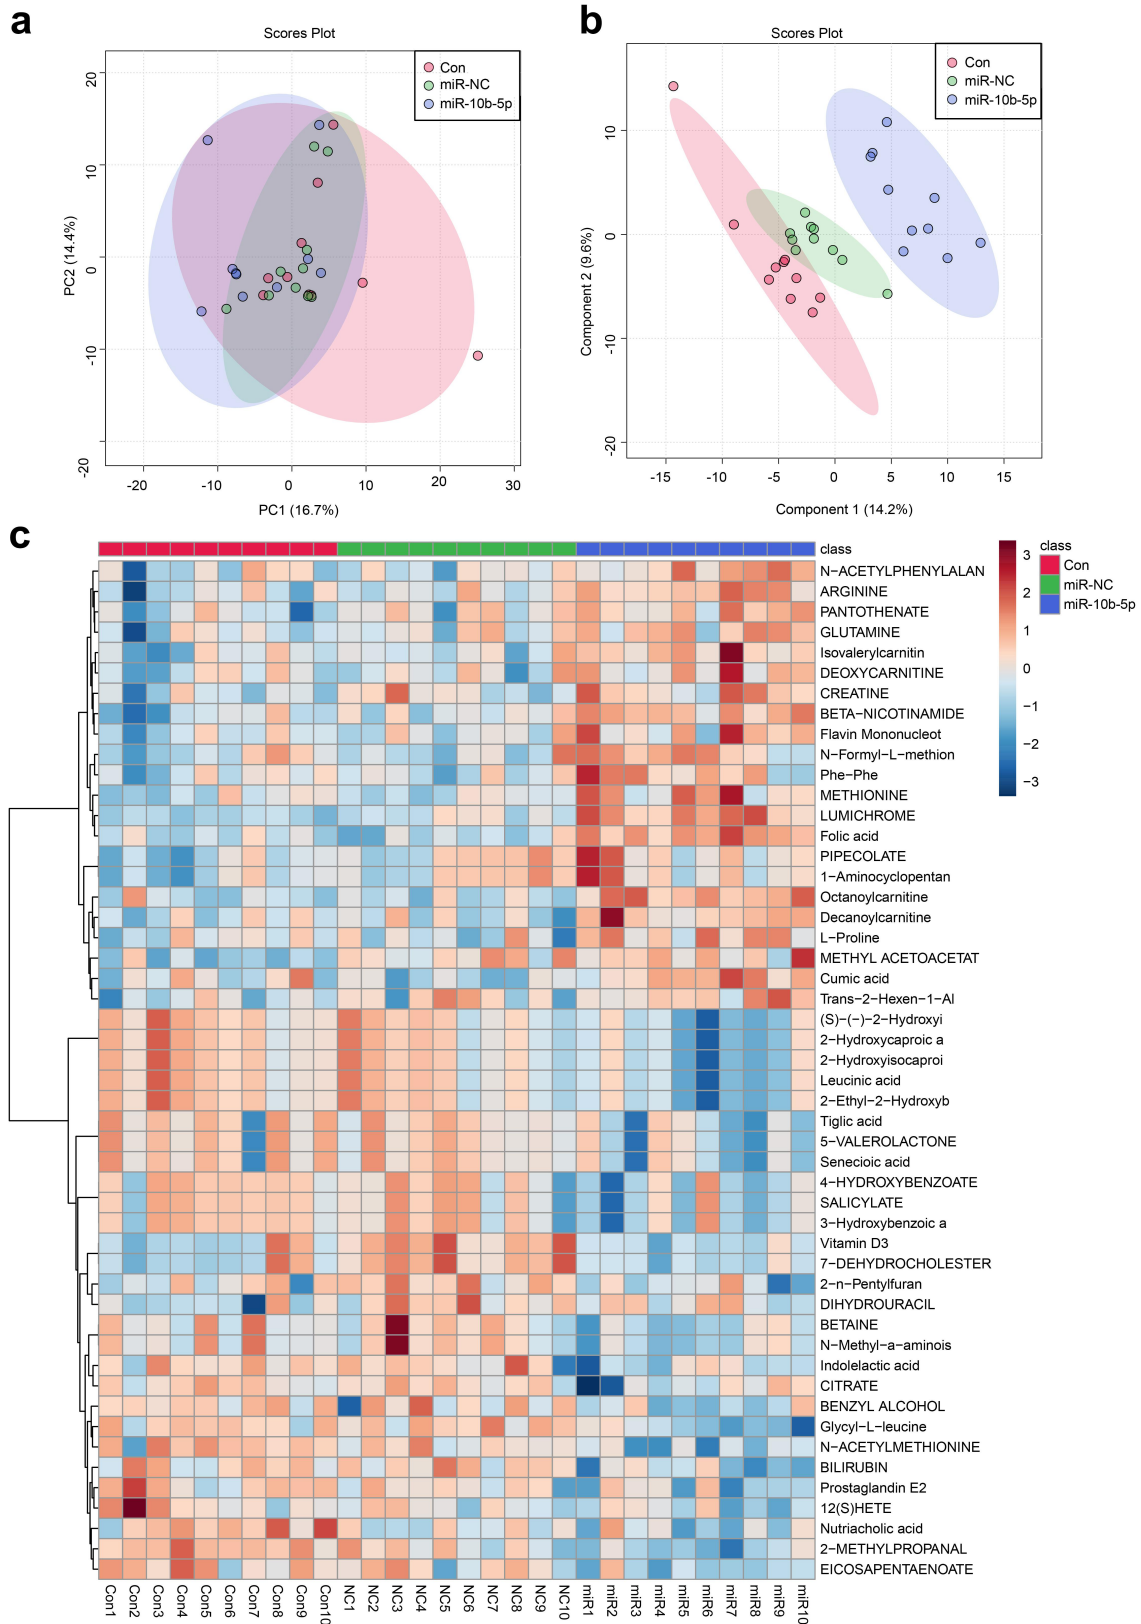 a
Scores Plot
Con
miR-NC
miR-10b-5p
20
10
0
-10
-20
PC2 (14.4%)
-20
-10
0
10
20
30
PC1 (16.7%)
b
Scores Plot
Con
miR-NC
miR-10b-5p
10
0
-10
-20
Component 2 (9.6%)
-15
-10
-5
0
5
10
15
Component 1 (14.2%)
c
class
N−ACETYLPHENYLALAN
ARGININE
PANTOTHENATE
GLUTAMINE
Isovalerylcarnitin
DEOXYCARNITINE
CREATINE
BETA−NICOTINAMIDE
Flavin Mononucleot
N−Formyl−L−methion
Phe−Phe
METHIONINE
LUMICHROME
Folic acid
PIPECOLATE
1−Aminocyclopentan
Octanoylcarnitine
Decanoylcarnitine
L−Proline
METHYL ACETOACETAT
Cumic acid
Trans−2−Hexen−1−Al
(S)−(−)−2−Hydroxyi
2−Hydroxycaproic a
2−Hydroxyisocaproi
Leucinic acid
2−Ethyl−2−Hydroxyb
Tiglic acid
5−VALEROLACTONE
Senecioic acid
4−HYDROXYBENZOATE
SALICYLATE
3−Hydroxybenzoic a
Vitamin D3
7−DEHYDROCHOLESTER
2−n−Pentylfuran
DIHYDROURACIL
BETAINE
N−Methyl−a−aminois
Indolelactic acid
CITRATE
BENZYL ALCOHOL
Glycyl−L−leucine
N−ACETYLMETHIONINE
BILIRUBIN
Prostaglandin E2
12(S)HETE
Nutriacholic acid
2−METHYLPROPANAL
EICOSAPENTAENOATE
3
2
1
0
−1
−2
−3
class
Con
miR−NC
miR−10b−5p
Con1
Con2
Con3
Con4
Con5
Con6
Con7
Con8
Con9
Con10
NC1
NC2
NC3
NC4
NC5
NC6
NC7
NC8
NC9
NC10
miR1
miR2
miR3
miR4
miR5
miR6
miR7
miR8
miR9
miR10